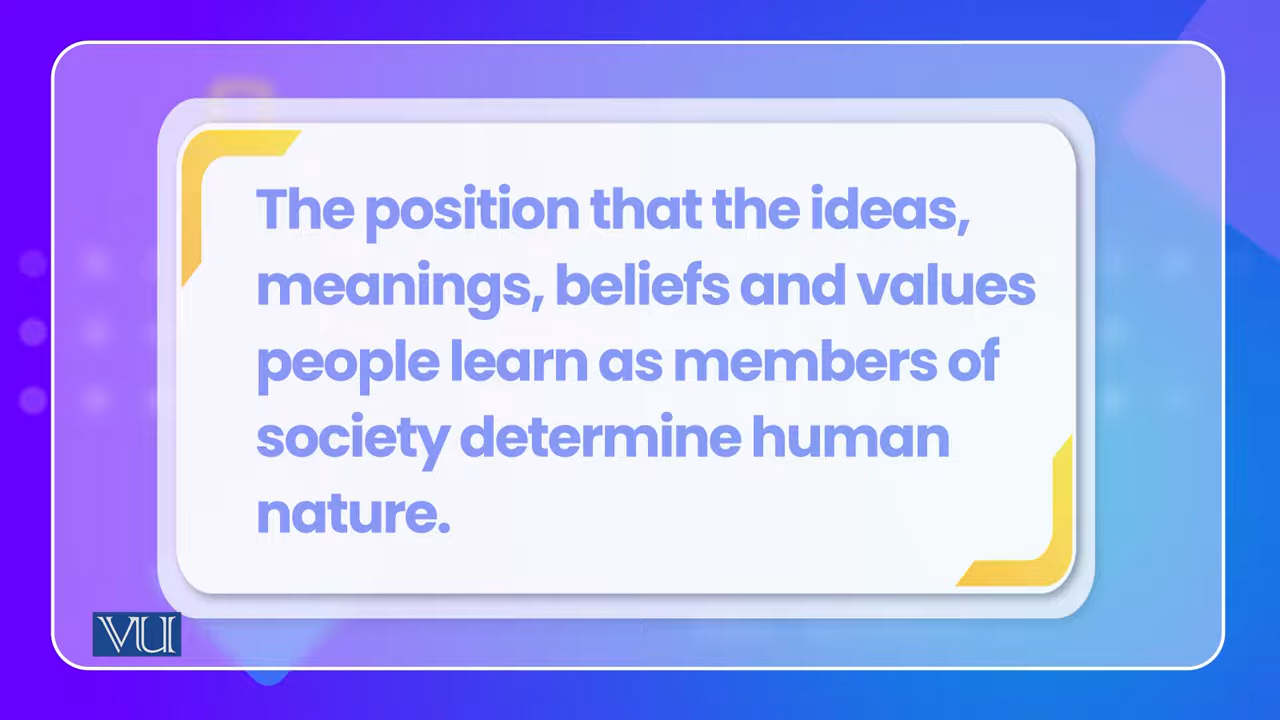 The position that the ideas,
meanings, beliefs and values
people learn as members of
society determine human
nature.
VU